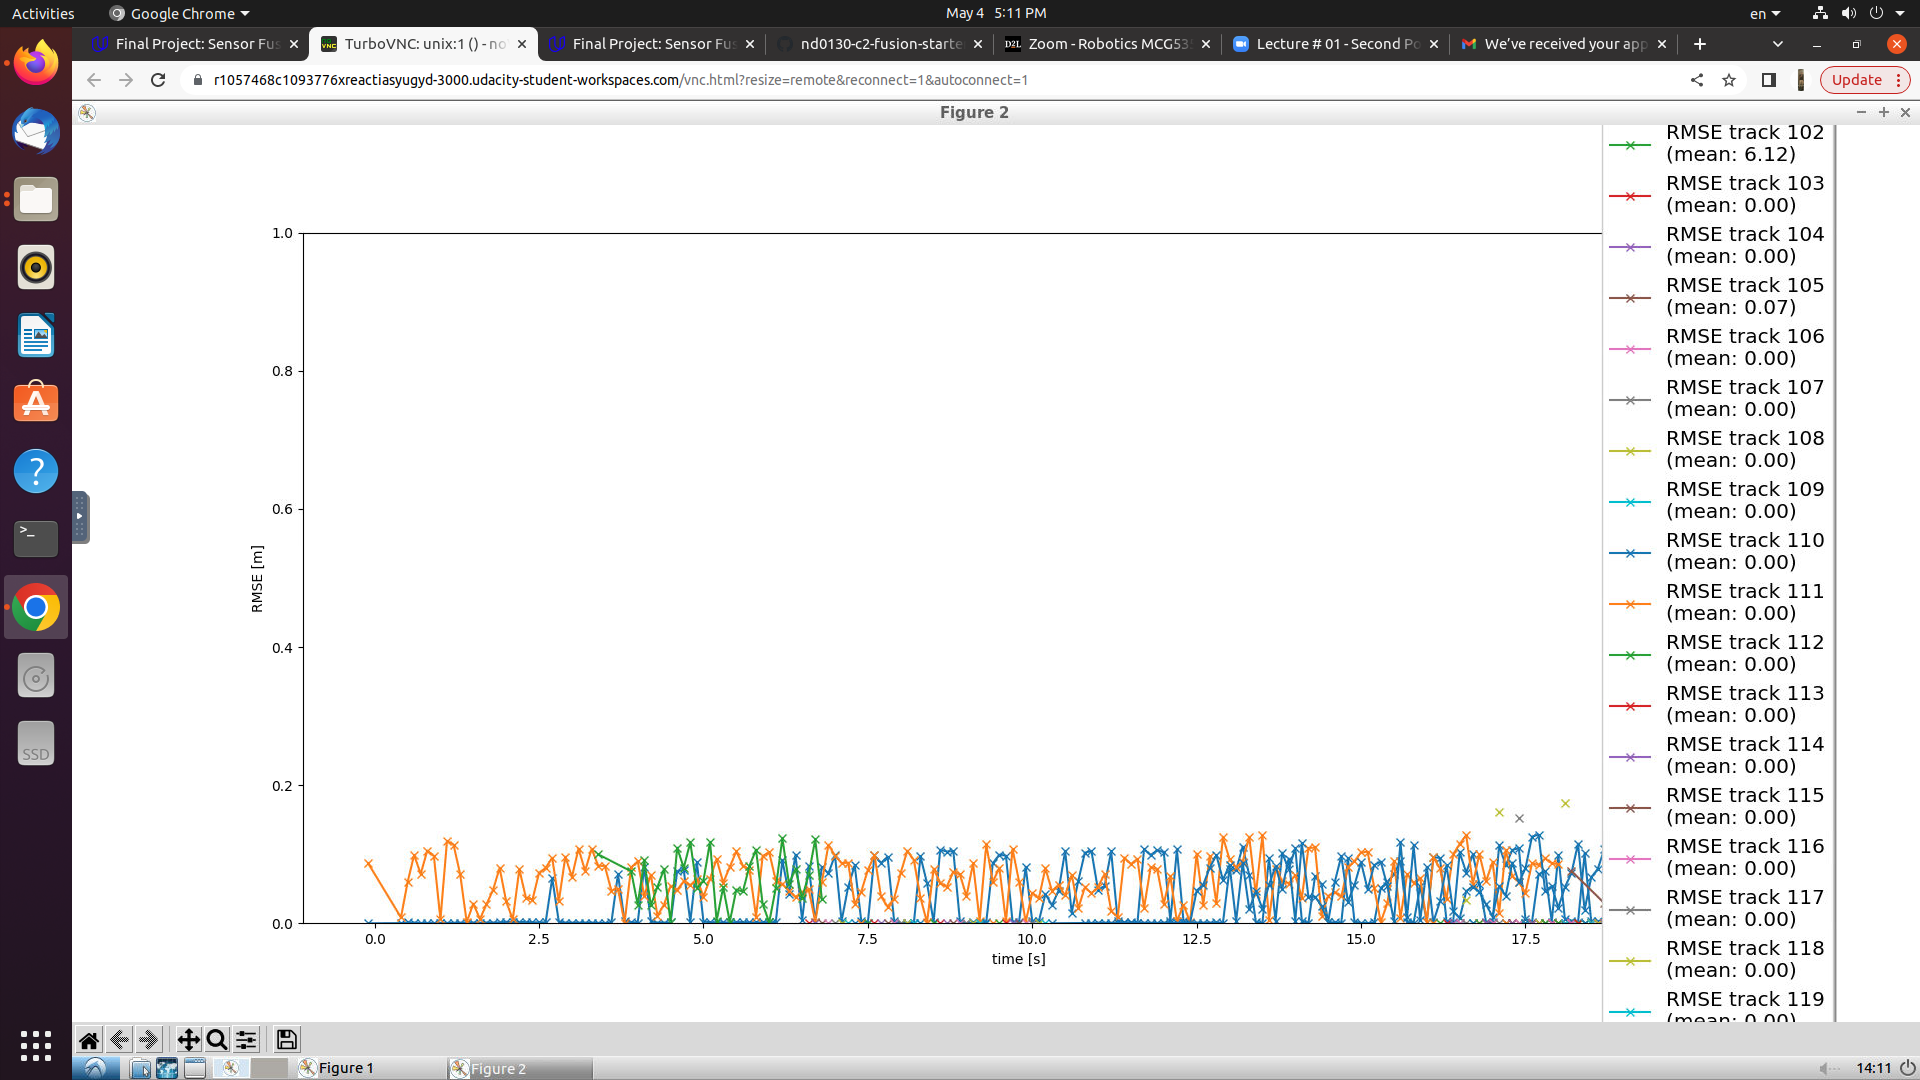 Activities
Google Chrome
May 4 5:11 PM
en
Final Project: Sensor Fus
TurboVNC: unix:1 () - no
Final Project: Sensor Fus
nd0130-c2-fusion-starte
D2L
Zoom - Robotics MCG53
Lecture # 01 - Second Po
We've received your app
r1057468c1093776xreactiasyugyd-3000.udacity-student-workspaces.com/vnc.html?resize=remote&reconnect=1&autoconnect=1
Update
Figure 2
RMSE track 102
(mean: 6.12)
RMSE track 103
(mean: 0.00)
RMSE track 104
(mean: 0.00)
RMSE track 105
(mean: 0.07)
RMSE track 106
(mean: 0.00)
RMSE track 107
(mean: 0.00)
RMSE track 108
(mean: 0.00)
RMSE track 109
(mean: 0.00)
RMSE track 110
(mean: 0.00)
RMSE track 111
(mean: 0.00)
RMSE track 112
(mean: 0.00)
RMSE track 113
(mean: 0.00)
RMSE track 114
(mean: 0.00)
RMSE track 115
(mean: 0.00)
RMSE track 116
(mean: 0.00)
RMSE track 117
(mean: 0.00)
RMSE track 118
(mean: 0.00)
RMSE track 119
(mean: 0.00)
1.0
0.8
0.6
0.4
0.2
0.0
RMSE [m]
0.0 2.5 5.0 7.5 10.0 12.5 15.0 17.5
time [s]
SSD
Figure 1
Figure 2
14:11